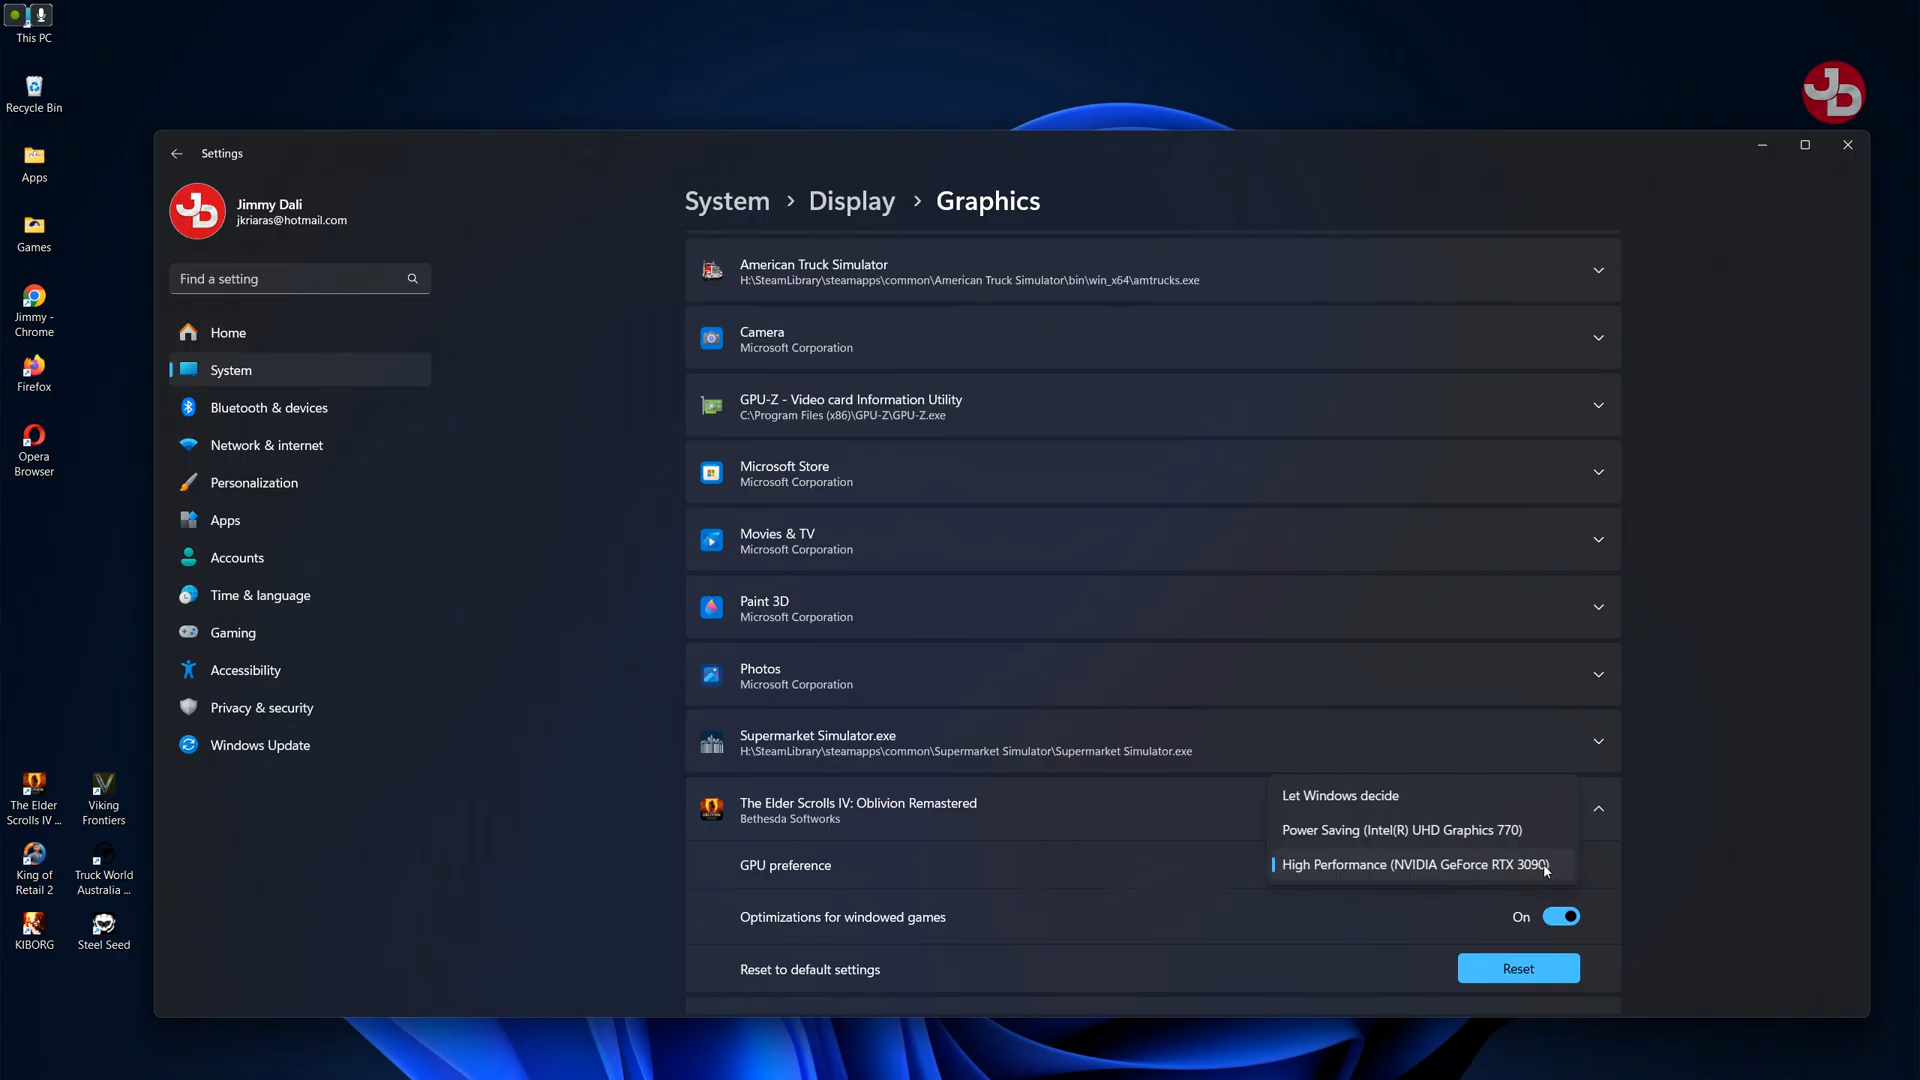 This PC
Recycle Bin
Apps
Games
Jimmy -
Chrome
Firefox
Opera
Browser
The Elder
Scrolls IV ...
Viking
Frontiers
King of
Retail 2
Truck World
Australia ...
KIBORG
Steel Seed
JD
Settings
JD
Jimmy Dali
jkriaras@hotmail.com
Find a setting
Home
System
Bluetooth & devices
Network & internet
Personalization
Apps
Accounts
Time & language
Gaming
Accessibility
Privacy & security
Windows Update
System > Display > Graphics
American Truck Simulator
H:\SteamLibrary\steamapps\common\American Truck Simulator\bin\win_x64\amtrucks.exe
Camera
Microsoft Corporation
GPU-Z - Video card Information Utility
C:\Program Files (x86)\GPU-Z\GPU-Z.exe
Microsoft Store
Microsoft Corporation
Movies & TV
Microsoft Corporation
Paint 3D
Microsoft Corporation
Photos
Microsoft Corporation
Supermarket Simulator.exe
H:\SteamLibrary\steamapps\common\Supermarket Simulator\Supermarket Simulator.exe
The Elder Scrolls IV: Oblivion Remastered
Bethesda Softworks
Let Windows decide
Power Saving (Intel(R) UHD Graphics 770)
GPU preference
High Performance (NVIDIA GeForce RTX 3090)
Optimizations for windowed games
On
Reset to default settings
Reset